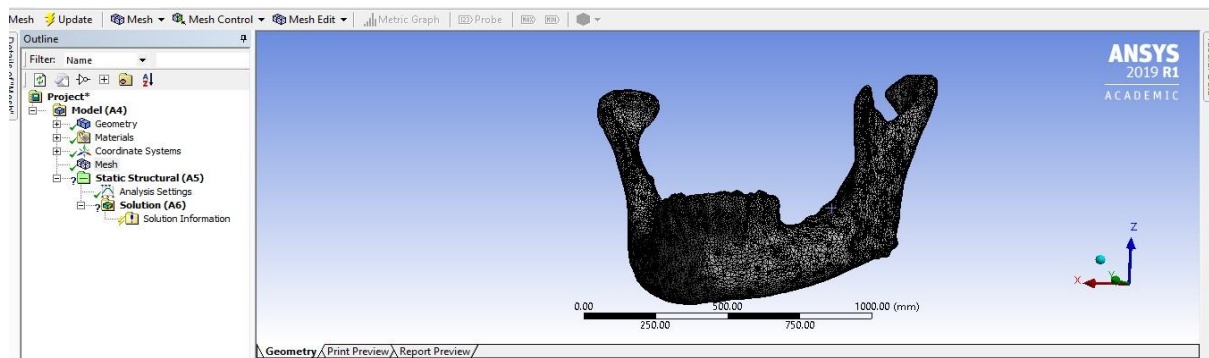 Mesh Update Mesh Mesh Control Mesh Edit Metric Graph Probe MAX MIN
Outline
Filter: Name
Project*
Model (A4)
Geometry
Materials
Coordinate Systems
Mesh
Static Structural (A5)
Analysis Settings
Solution (A6)
Solution Information
ANSYS
2019 R1
ACADEMIC
Z
X
Y
0.00 500.00 1000.00 (mm)
250.00 750.00
Geometry Print Preview Report Preview